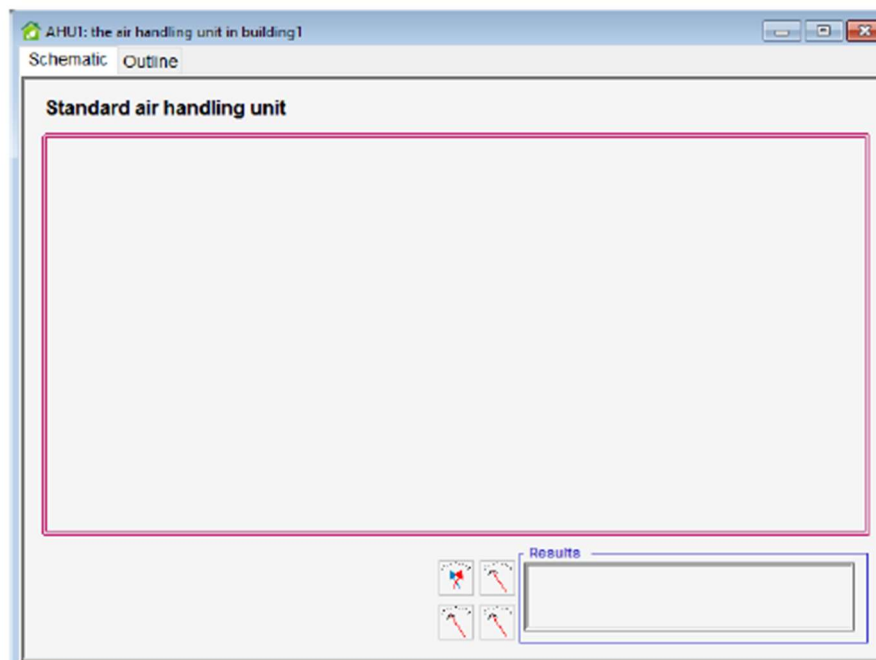 AHU1: the air handling unit in building1
Schematic Outline
Standard air handling unit
Results